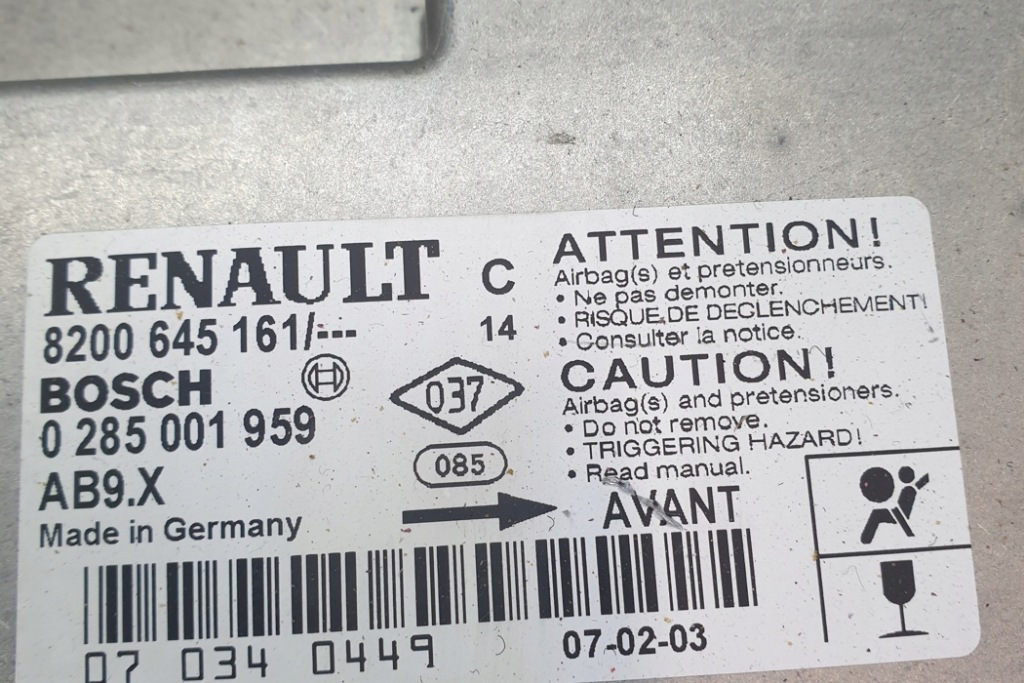 RENAULT
C
8200 645 161/---
14
BOSCH
037
0 285 001 959
085
AB9.X
Made in Germany
ATTENTION!
Airbag(s) et pretensionneurs.
• Ne pas demonter.
• RISQUE DE DECLENCHEMENT!
• Consulter la notice.
CAUTION!
Airbag(s) and pretensioners.
• Do not remove.
• TRIGGERING HAZARD!
• Read manual.
AVANT
07 034 0449
07-02-03